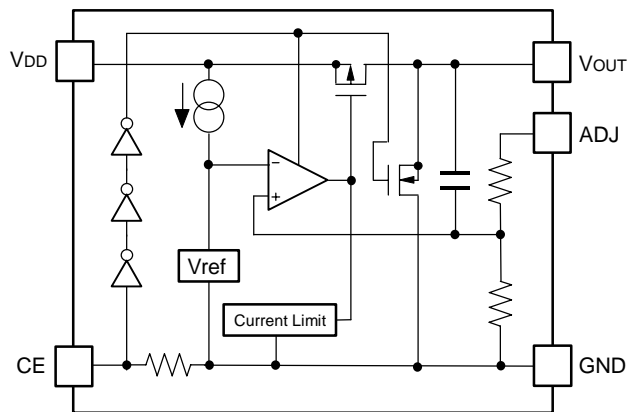 VDD
VOUT
ADJ
−
+
Vref
Current Limit
CE
GND